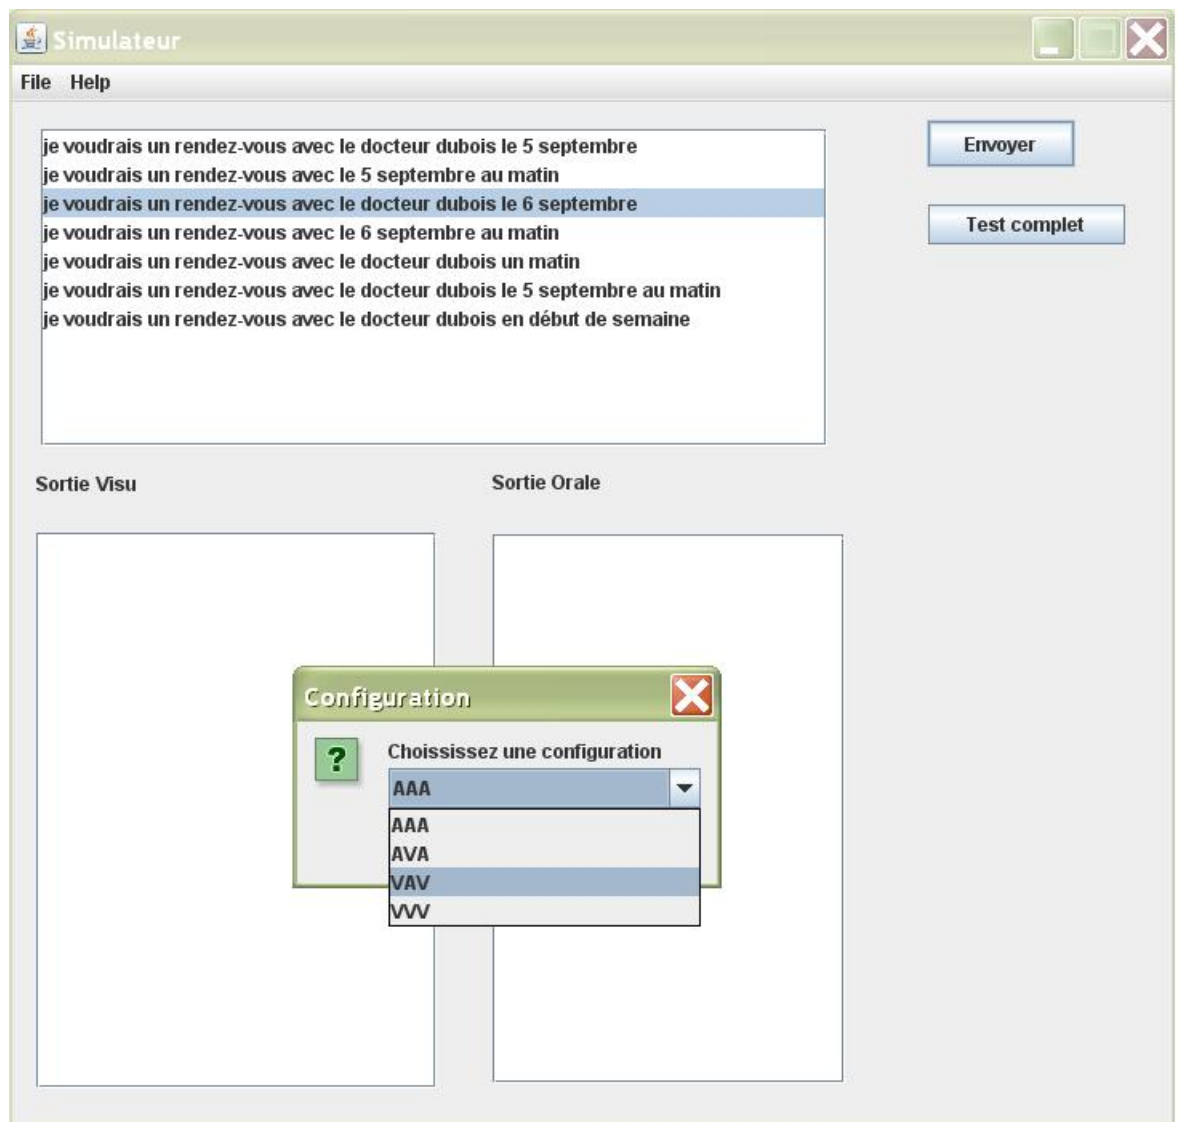 Simulateur
File Help
je voudrais un rendez-vous avec le docteur dubois le 5 septembre
je voudrais un rendez-vous avec le 5 septembre au matin
je voudrais un rendez-vous avec le docteur dubois le 6 septembre
je voudrais un rendez-vous avec le 6 septembre au matin
je voudrais un rendez-vous avec le docteur dubois un matin
je voudrais un rendez-vous avec le docteur dubois le 5 septembre au matin
je voudrais un rendez-vous avec le docteur dubois en début de semaine
Envoyer
Test complet
Sortie Visu
Sortie Orale
Configuration
?
Choississez une configuration
AAA
AAA
AVA
VAV
VVV